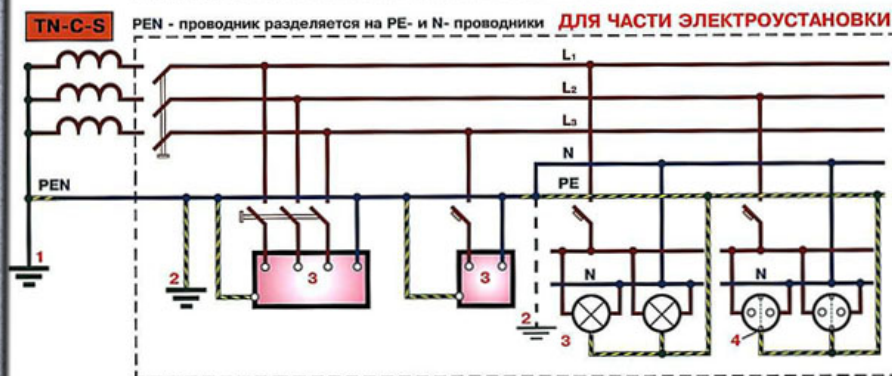 TN-C-S PEN - проводник разделяется на PE- и N- проводники ДЛЯ ЧАСТИ ЭЛЕКТРОУСТАНОВКИ
L₁
L₂
L₃
N
PEN PE
1 2 3 3 N N
2 3 4